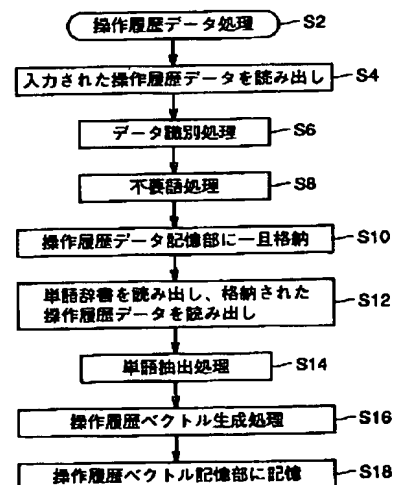 操作履歴データ処理 S2
入力された操作履歴データを読み出し S4
データ識別処理 S6
不要語処理 S8
操作履歴データ記憶部に一旦格納 S10
単語辞書を読み出し、格納された
操作履歴データを読み出し S12
単語抽出処理 S14
操作履歴ベクトル生成処理 S16
操作履歴ベクトル記憶部に記憶 S18